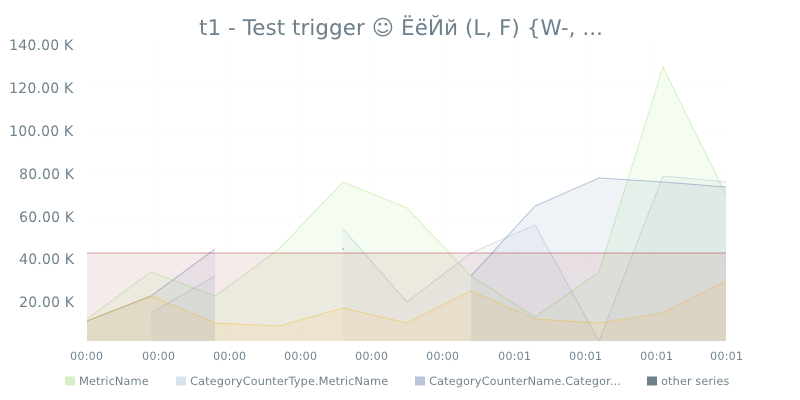 t1 - Test trigger ☺ ЁёЙй (L, F) {W-, ...
140.00 K
120.00 K
100.00 K
80.00 K
60.00 K
40.00 K
20.00 K
00:00 00:00 00:00 00:00 00:00 00:00 00:01 00:01 00:01 00:01
MetricName CategoryCounterType.MetricName CategoryCounterName.Categor... other series